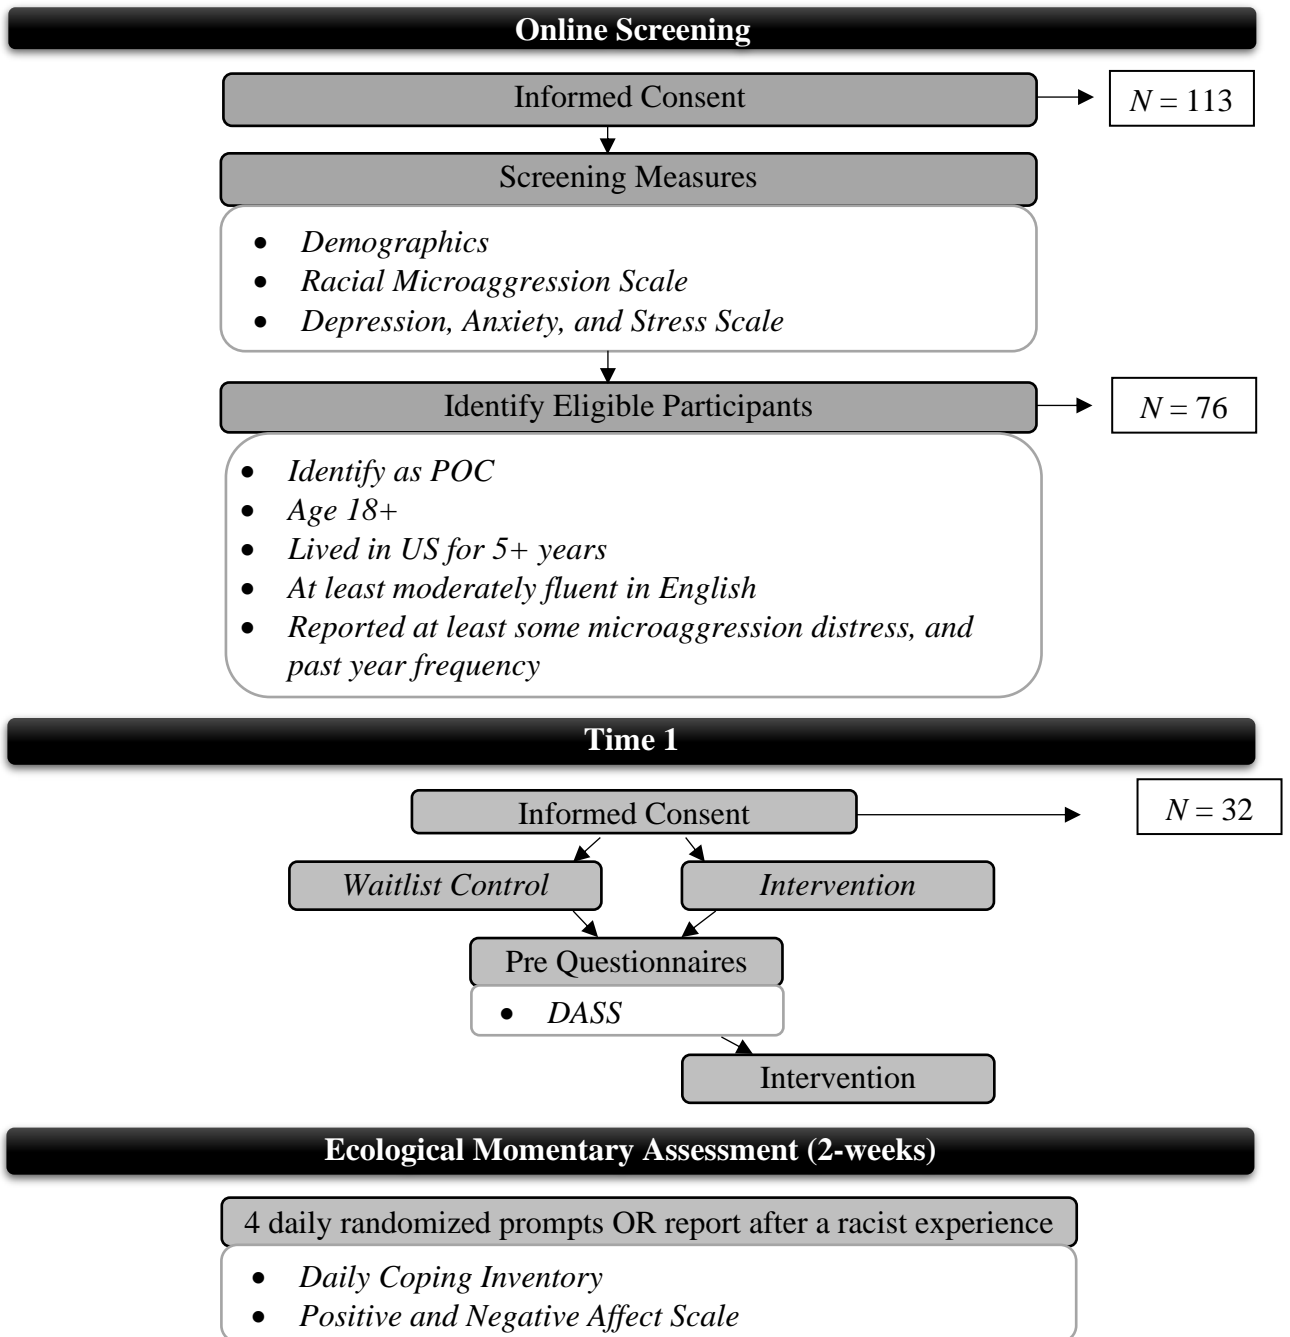 Online Screening
Informed Consent
N = 113
Screening Measures
• Demographics
• Racial Microaggression Scale
• Depression, Anxiety, and Stress Scale
Identify Eligible Participants
N = 76
• Identify as POC
• Age 18+
• Lived in US for 5+ years
• At least moderately fluent in English
• Reported at least some microaggression distress, and
past year frequency
Time 1
Informed Consent
N = 32
Waitlist Control
Intervention
Pre Questionnaires
• DASS
Intervention
Ecological Momentary Assessment (2-weeks)
4 daily randomized prompts OR report after a racist experience
• Daily Coping Inventory
• Positive and Negative Affect Scale